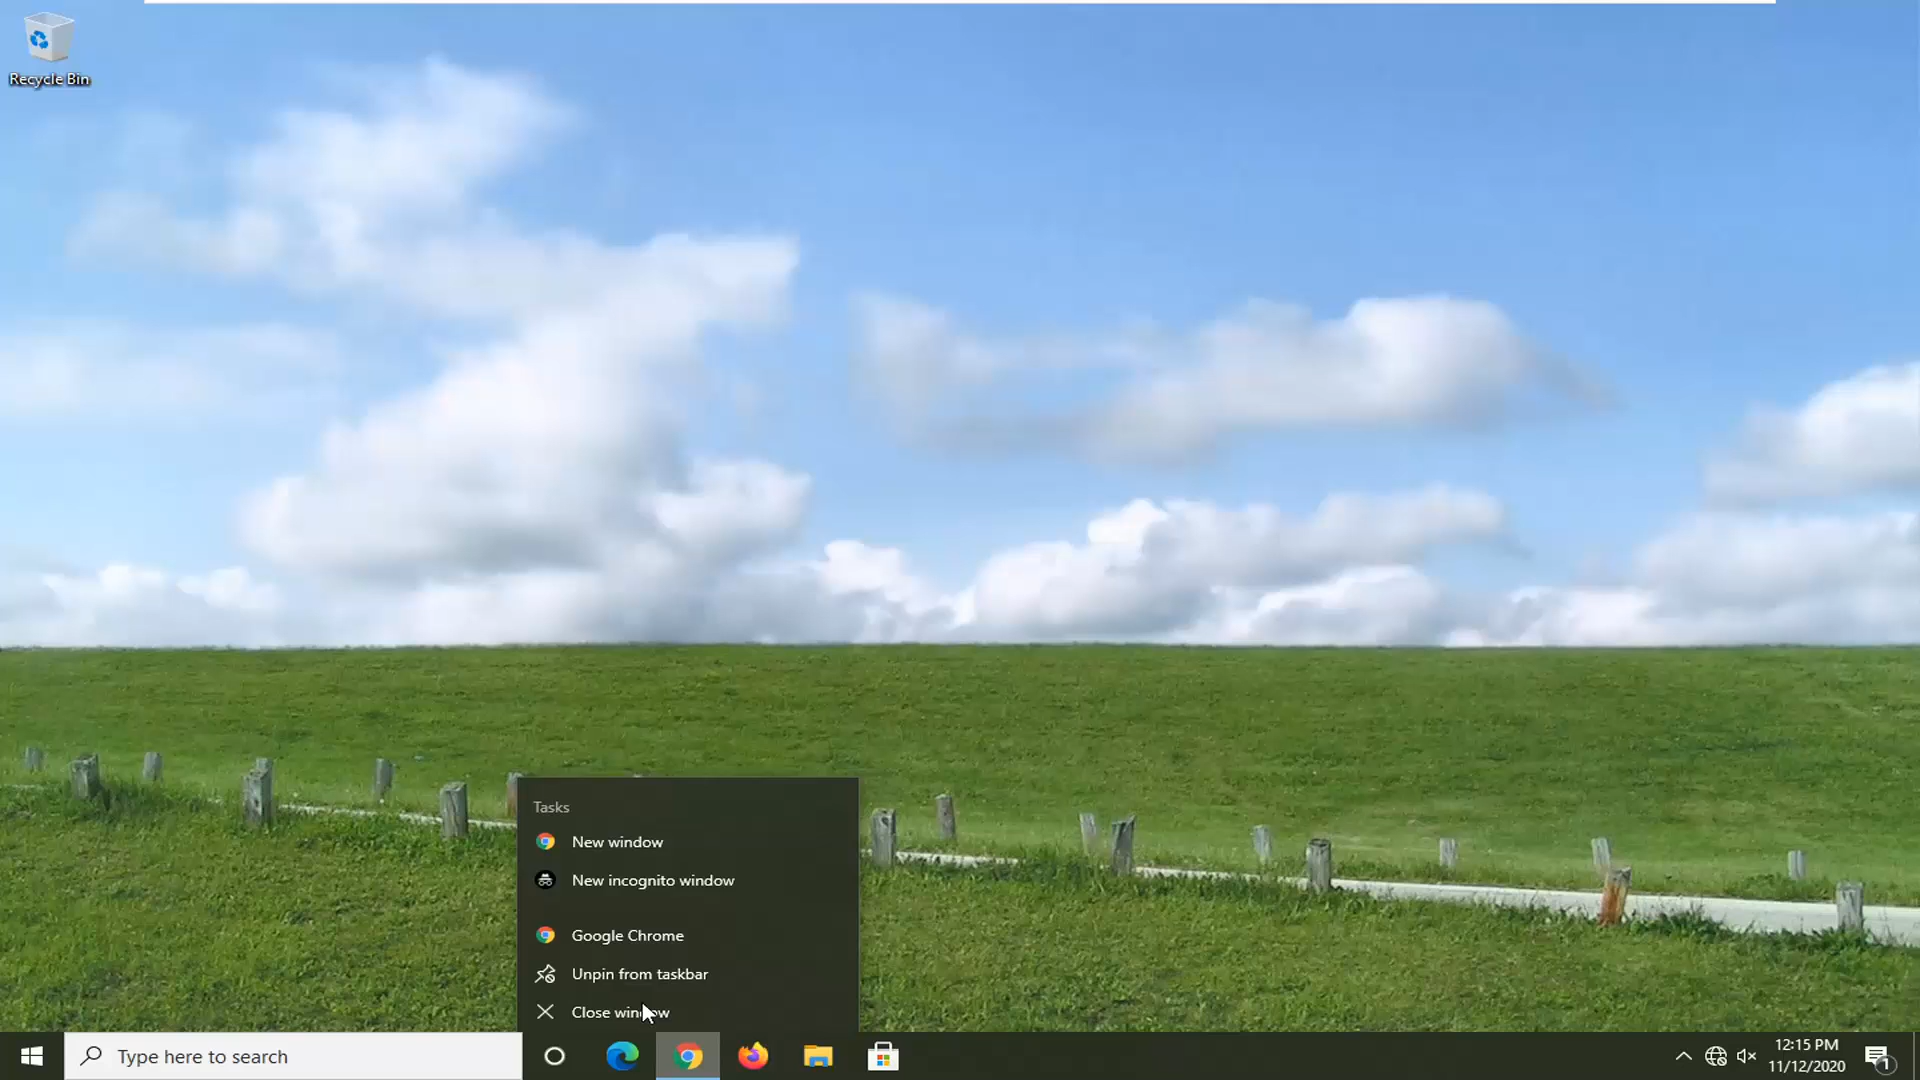 Recycle Bin
Tasks
New window
New incognito window
Google Chrome
Unpin from taskbar
Close window
Type here to search
12:15 PM
11/12/2020
1